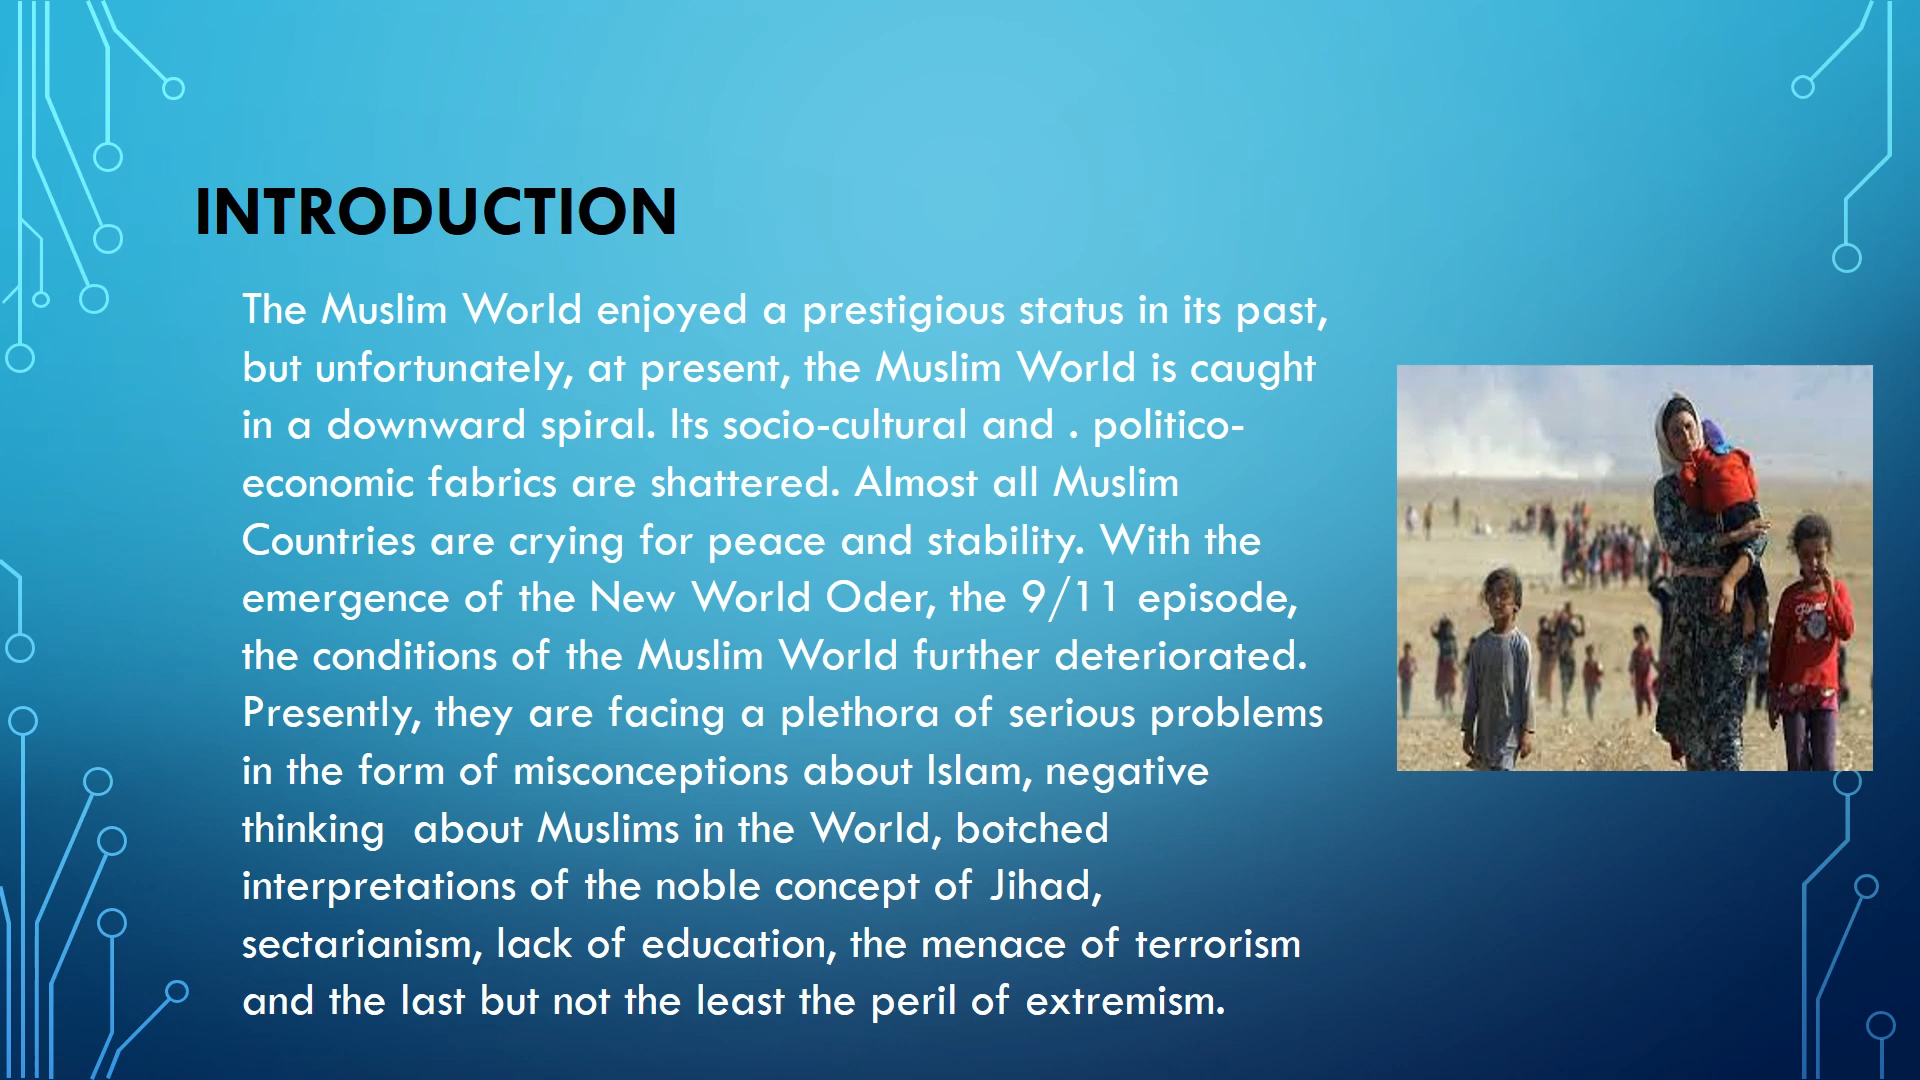 INTRODUCTION
The Muslim World enjoyed a prestigious status in its past,
but unfortunately, at present, the Muslim World is caught
in a downward spiral. Its socio-cultural and . politico-
economic fabrics are shattered. Almost all Muslim
Countries are crying for peace and stability. With the
emergence of the New World Oder, the 9/11 episode,
the conditions of the Muslim World further deteriorated.
Presently, they are facing a plethora of serious problems
in the form of misconceptions about Islam, negative
thinking  about Muslims in the World, botched
interpretations of the noble concept of Jihad,
sectarianism, lack of education, the menace of terrorism
and the last but not the least the peril of extremism.